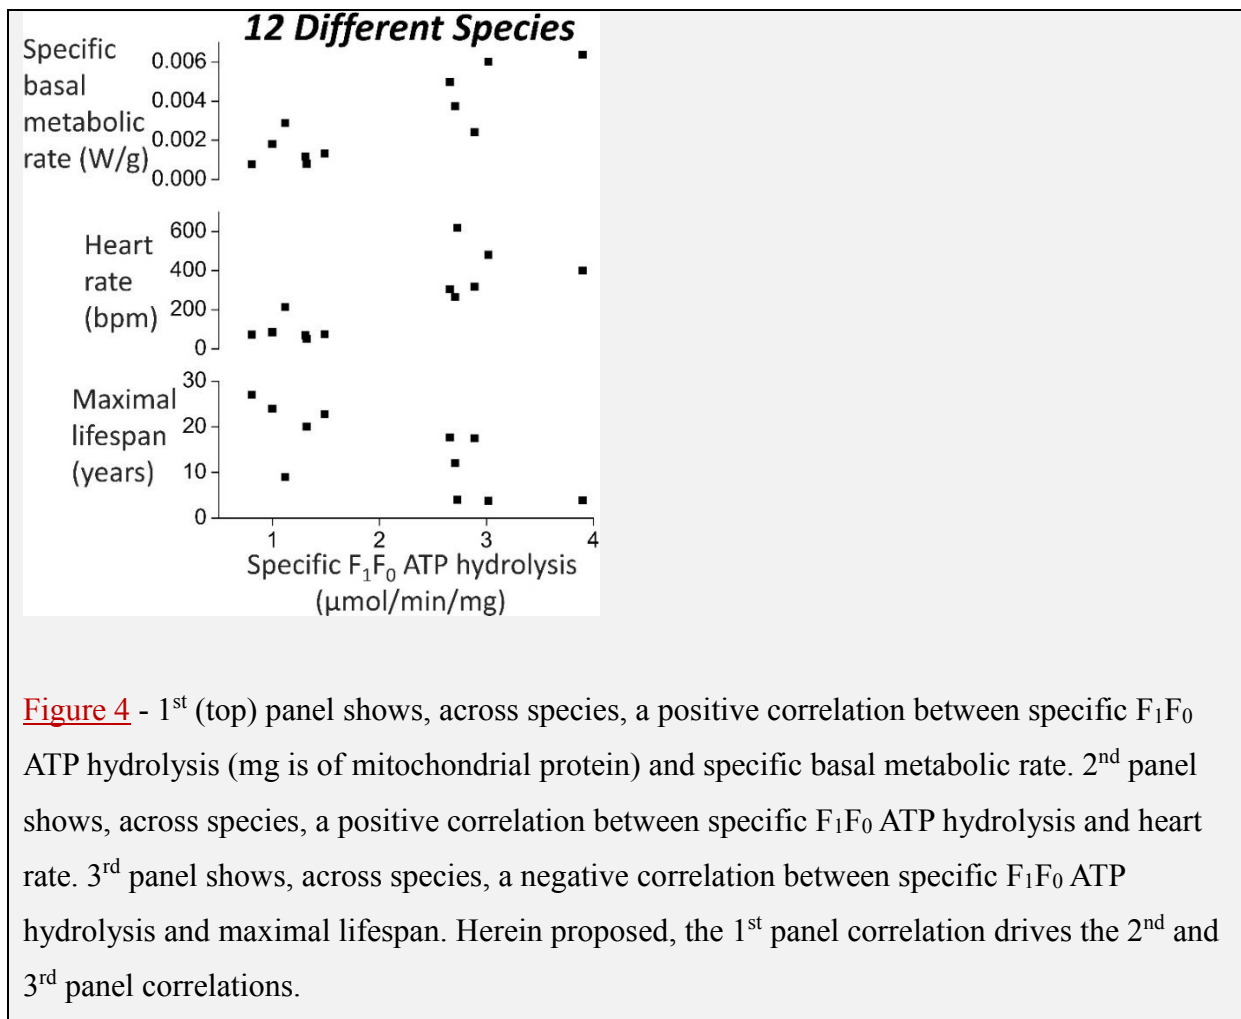 12 Different Species
Specific
basal
metabolic
rate (W/g)
0.006
0.004
0.002
0.000
Heart
rate
(bpm)
600
400
200
0
Maximal
lifespan
(years)
30
20
10
0
1 2 3 4
Specific F₁F₀ ATP hydrolysis
(µmol/min/mg)
Figure 4 - 1ˢᵗ (top) panel shows, across species, a positive correlation between specific F₁F₀
ATP hydrolysis (mg is of mitochondrial protein) and specific basal metabolic rate. 2ⁿᵈ panel
shows, across species, a positive correlation between specific F₁F₀ ATP hydrolysis and heart
rate. 3ʳᵈ panel shows, across species, a negative correlation between specific F₁F₀ ATP
hydrolysis and maximal lifespan. Herein proposed, the 1ˢᵗ panel correlation drives the 2ⁿᵈ and
3ʳᵈ panel correlations.